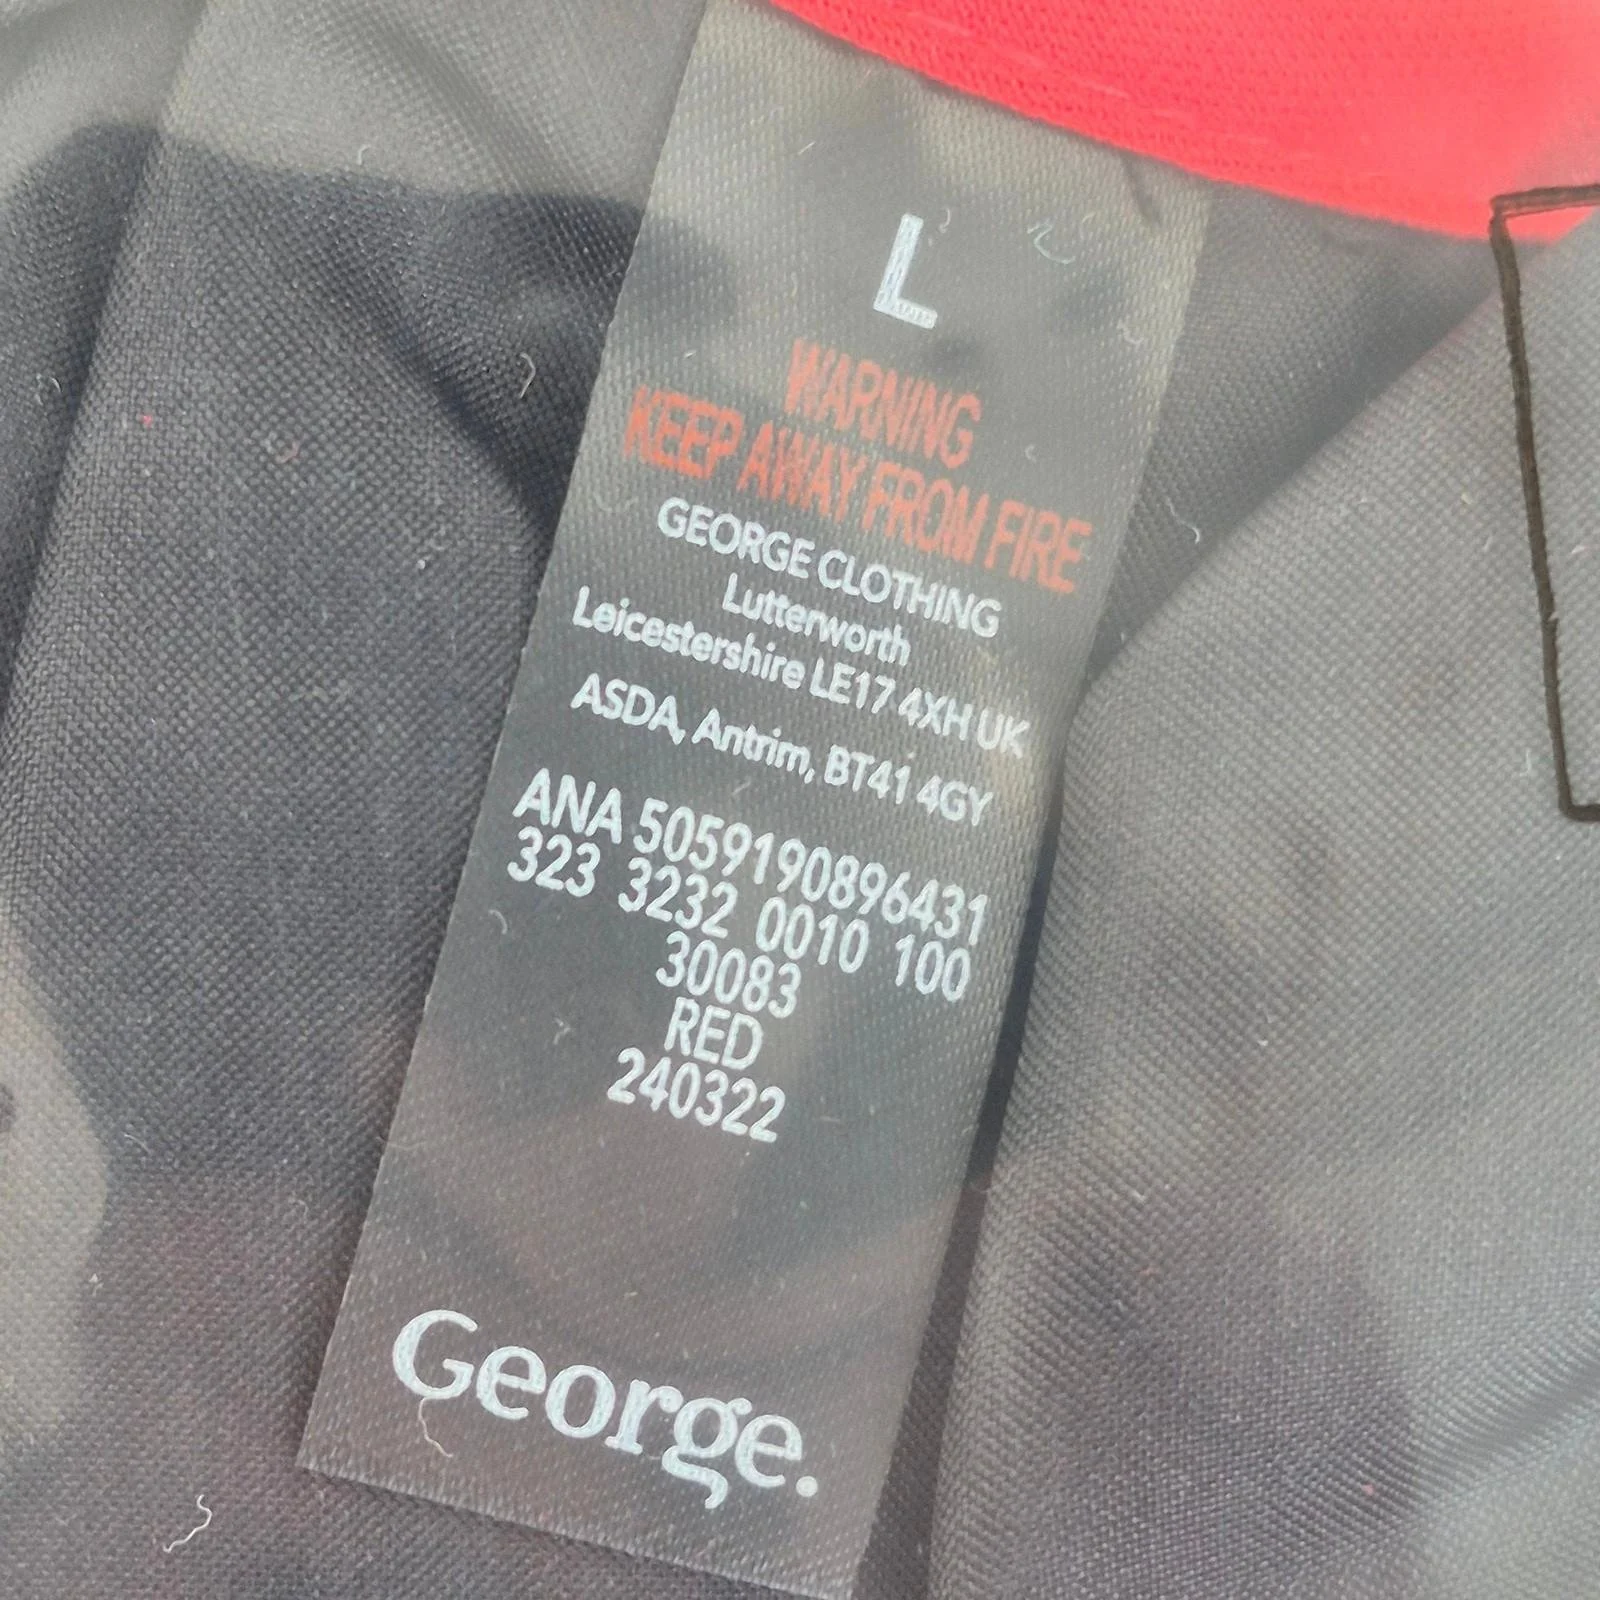 L
WARNING
KEEP AWAY FROM FIRE
GEORGE CLOTHING
Lutterworth
Leicestershire LE17 4XH UK
ASDA, Antrim, BT41 4GY
ANA 5059190896431
323 3232 0010 100
30083
RED
240322
George.